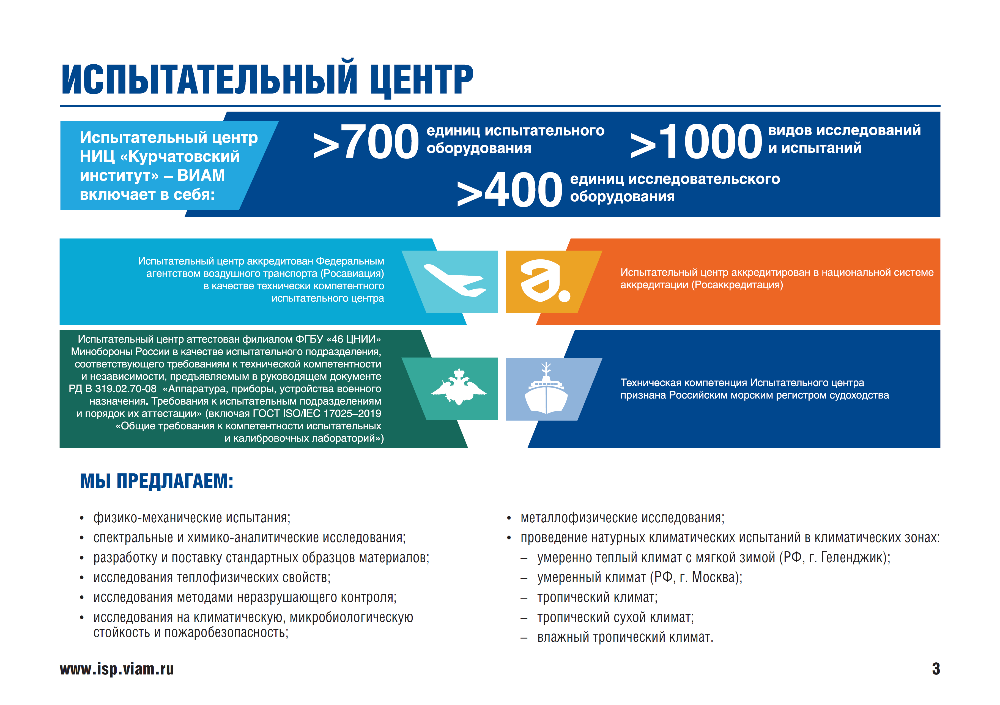 ИСПЫТАТЕЛЬНЫЙ ЦЕНТР
Испытательный центр
НИЦ «Курчатовский
институт» – ВИАМ
включает в себя:
>700 единиц испытательного
оборудования
>1000 видов исследований
и испытаний
>400 единиц исследовательского
оборудования
Испытательный центр аккредитован Федеральным
агентством воздушного транспорта (Росавиация)
в качестве технически компетентного
испытательного центра
а.
Испытательный центр аккредитирован в национальной системе
аккредитации (Росаккредитация)
Испытательный центр аттестован филиалом ФГБУ «46 ЦНИИ»
Минобороны России в качестве испытательного подразделения,
соответствующего требованиям к технической компетентности
и независимости, предъявляемым в руководящем документе
РД В 319.02.70-08 «Аппаратура, приборы, устройства военного
назначения. Требования к испытательным подразделениям
и порядок их аттестации» (включая ГОСТ ISO/IEC 17025–2019
«Общие требования к компетентности испытательных
и калибровочных лабораторий»)
Техническая компетенция Испытательного центра
признана Российским морским регистром судоходства
МЫ ПРЕДЛАГАЕМ:
• физико-механические испытания;
• спектральные и химико-аналитические исследования;
• разработку и поставку стандартных образцов материалов;
• исследования теплофизических свойств;
• исследования методами неразрушающего контроля;
• исследования на климатическую, микробиологическую
стойкость и пожаробезопасность;
• металлофизические исследования;
• проведение натурных климатических испытаний в климатических зонах:
– умеренно теплый климат с мягкой зимой (РФ, г. Геленджик);
– умеренный климат (РФ, г. Москва);
– тропический климат;
– тропический сухой климат;
– влажный тропический климат.
www.isp.viam.ru
3